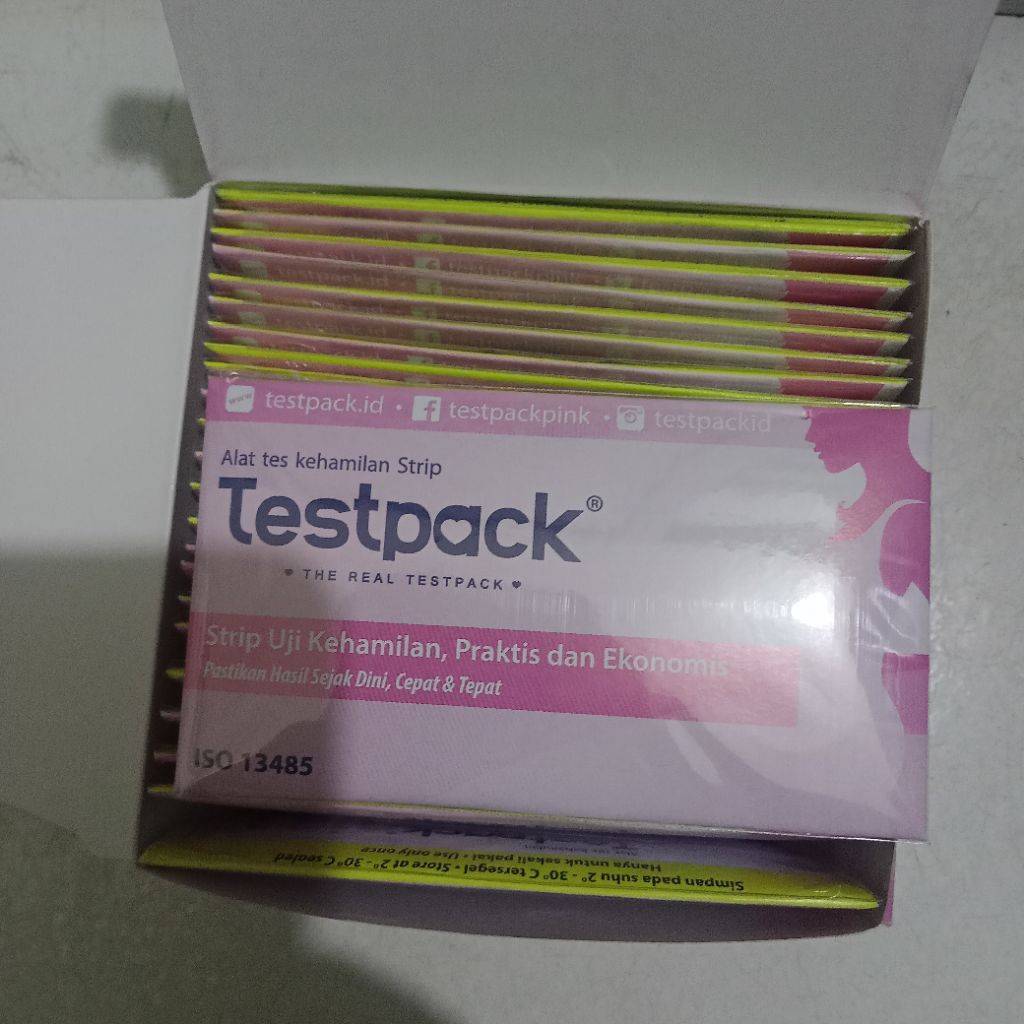 www testpack.id • f testpackpink • testpackid
Alat tes kehamilan Strip
Testpack®
THE REAL TESTPACK
Strip Uji Kehamilan, Praktis dan Ekonomis
Pastikan Hasil Sejak Dini, Cepat & Tepat
ISO 13485
Hanya untuk sekali pakai • Use only once
Simpan pada suhu 2° - 30° C tersegel • Store at 2° - 30° C sealed